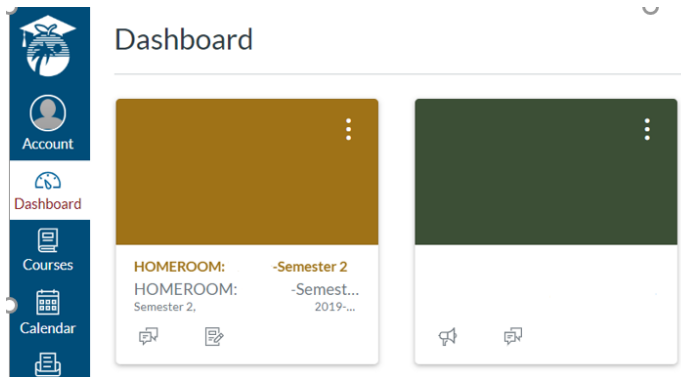 Dashboard
Account
Dashboard
Courses
Calendar
HOMEROOM: -Semester 2
HOMEROOM: -Semest...
Semester 2, 2019-...